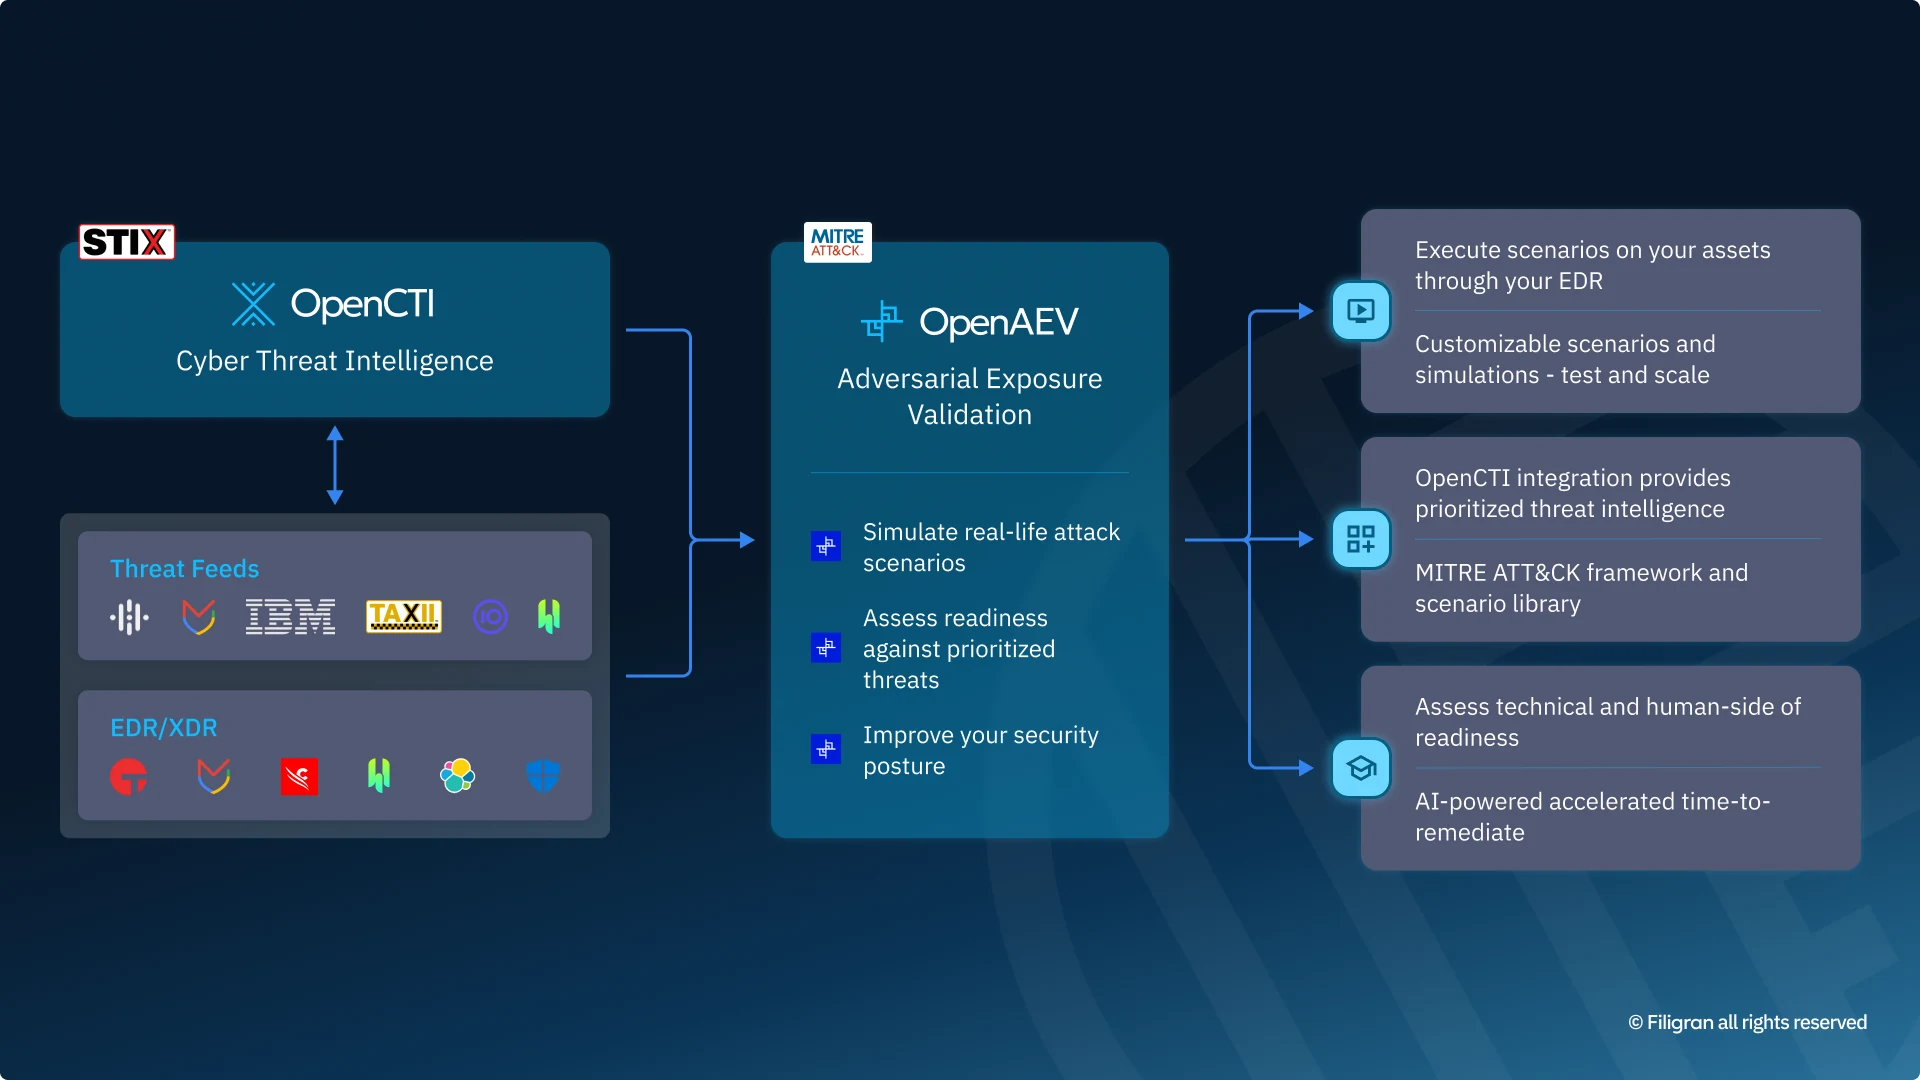 STIX
OpenCTI
Cyber Threat Intelligence
Threat Feeds
IBM
TAXII
IO
EDR/XDR
MITRE
ATT&CK
OpenAEV
Adversarial Exposure
Validation
Simulate real-life attack
scenarios
Assess readiness
against prioritized
threats
Improve your security
posture
Execute scenarios on your assets
through your EDR
Customizable scenarios and
simulations - test and scale
OpenCTI integration provides
prioritized threat intelligence
MITRE ATT&CK framework and
scenario library
Assess technical and human-side of
readiness
AI-powered accelerated time-to-
remediate
© Filigran all rights reserved